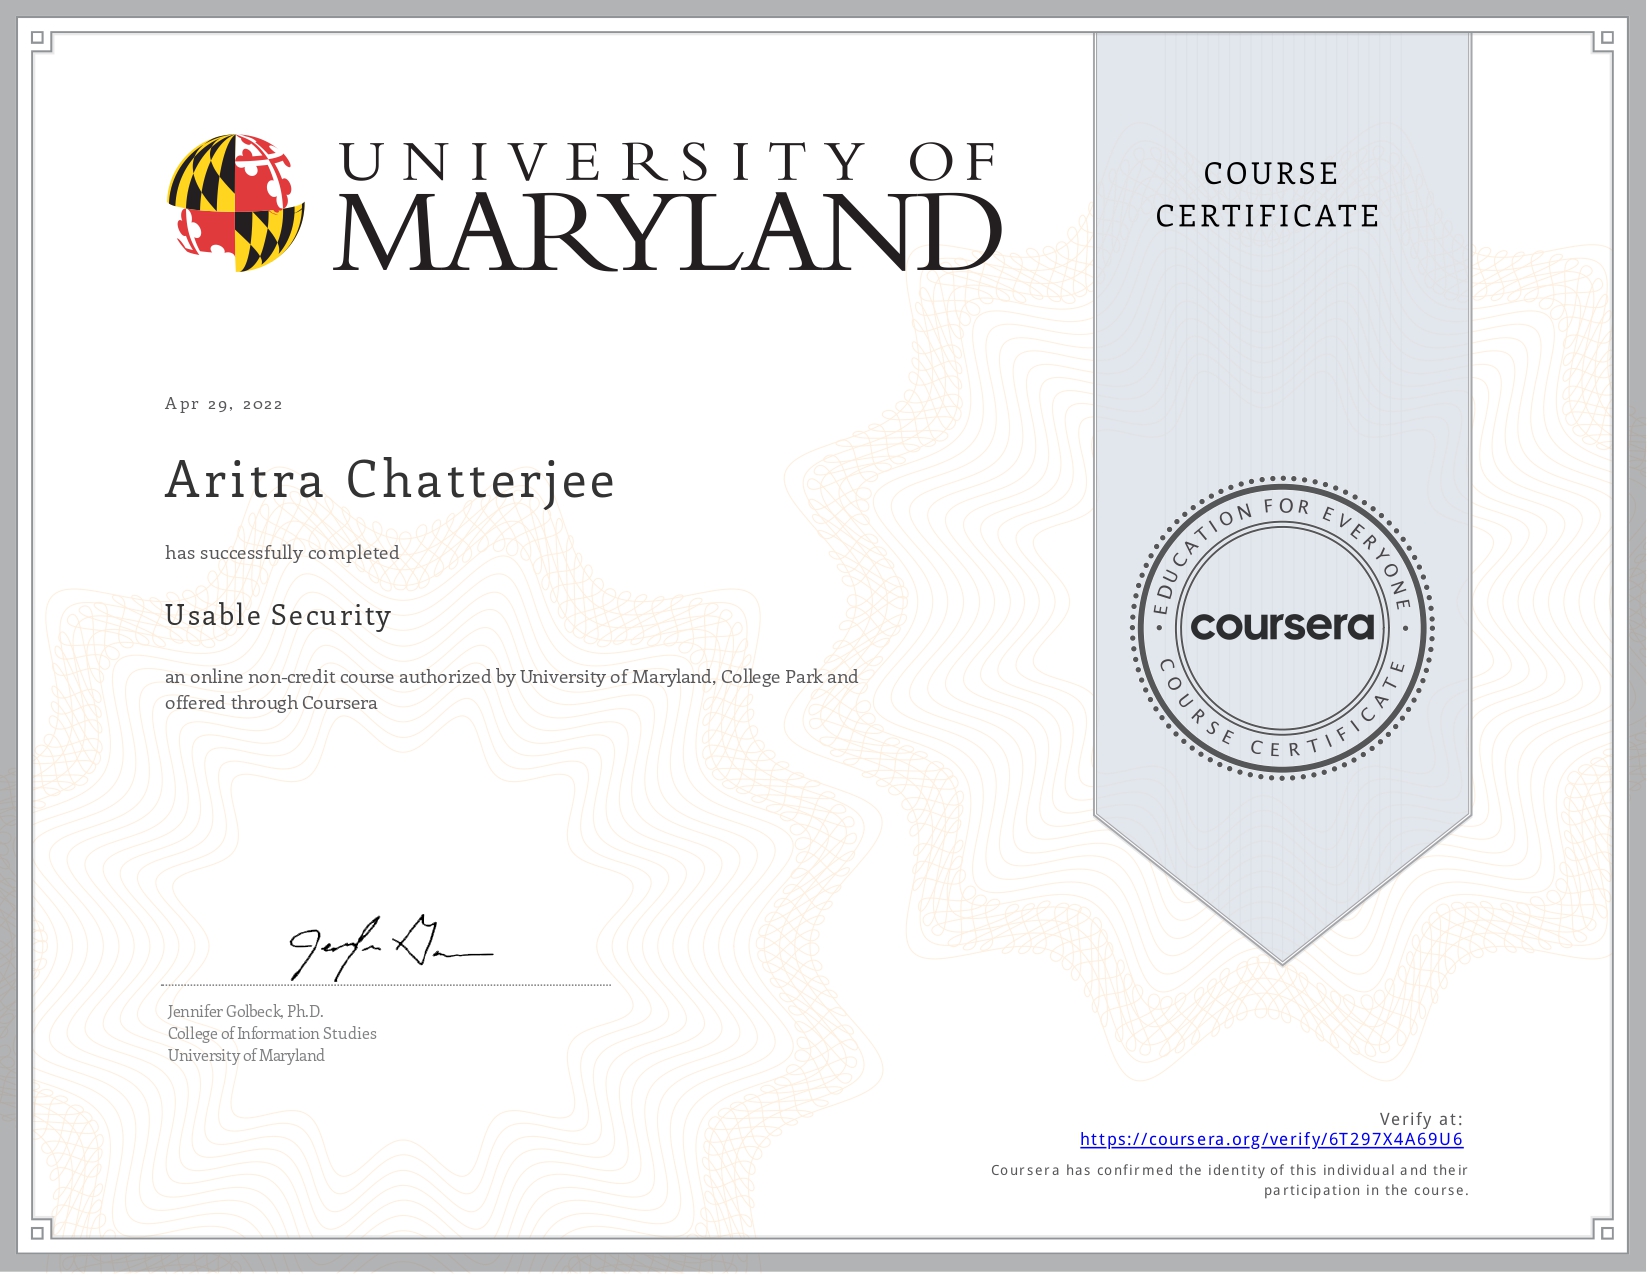 UNIVERSITY OF
MARYLAND
COURSE
CERTIFICATE
Apr 29, 2022
Aritra Chatterjee
has successfully completed
Usable Security
an online non-credit course authorized by University of Maryland, College Park and
offered through Coursera
EDUCATION FOR EVERYONE
coursera
COURSE CERTIFICATE
Jennifer Golbeck, Ph.D.
College of Information Studies
University of Maryland
Verify at:
https://coursera.org/verify/6T297X4A69U6
Coursera has confirmed the identity of this individual and their
participation in the course.